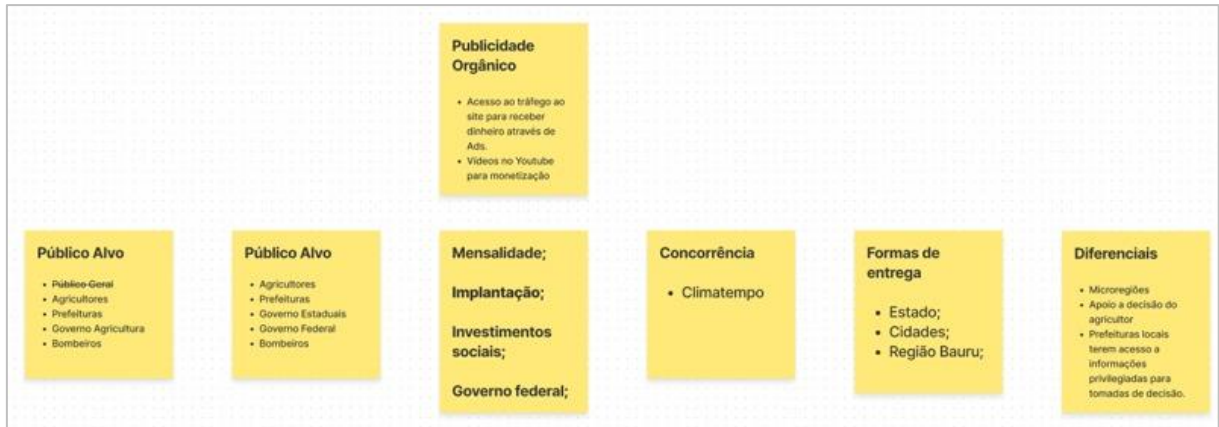 Publicidade
Orgânico
• Acesso ao tráfego ao
site para receber
dinheiro através de
Ads.
• Vídeos no Youtube
para monetização
Público Alvo
• Público Geral
• Agricultores
• Prefeituras
• Governo Agricultura
• Bombeiros
Público Alvo
• Agricultores
• Prefeituras
• Governo Estaduais
• Governo Federal
• Bombeiros
Mensalidade;
Implantação;
Investimentos
sociais;
Governo federal;
Concorrência
• Climatempo
Formas de
entrega
• Estado;
• Cidades;
• Região Bauru;
Diferenciais
• Microregiões
• Apoio a decisão do
agricultor
• Prefeituras locais
terem acesso a
informações
privilegiadas para
tomadas de decisão.